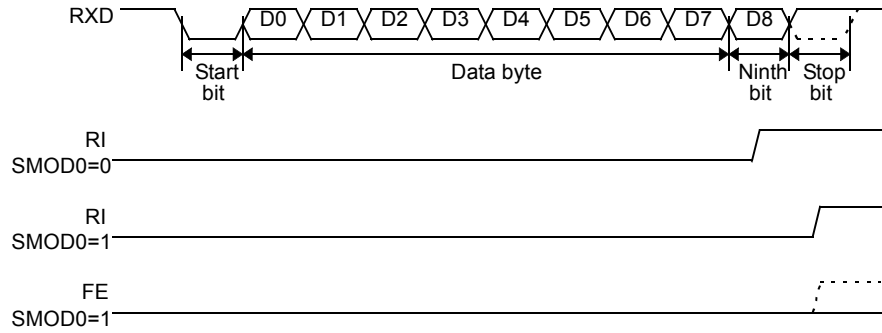 RXD D0 D1 D2 D3 D4 D5 D6 D7 D8
Start bit
Data byte
Ninth bit
Stop bit
RI
SMOD0=0
RI
SMOD0=1
FE
SMOD0=1